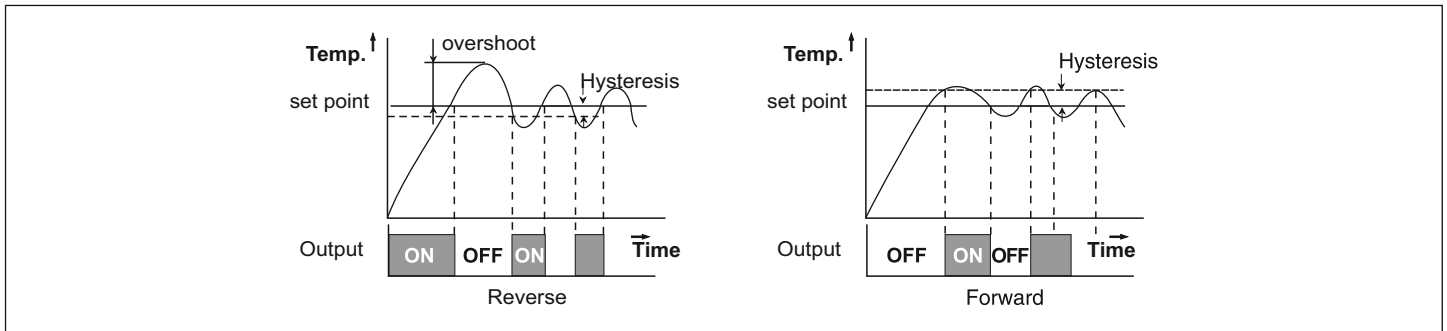 Temp.
overshoot
Hysteresis
set point
Output
ON
OFF
ON
Time
Reverse
Temp.
Hysteresis
set point
Output
OFF
ON
OFF
Time
Forward